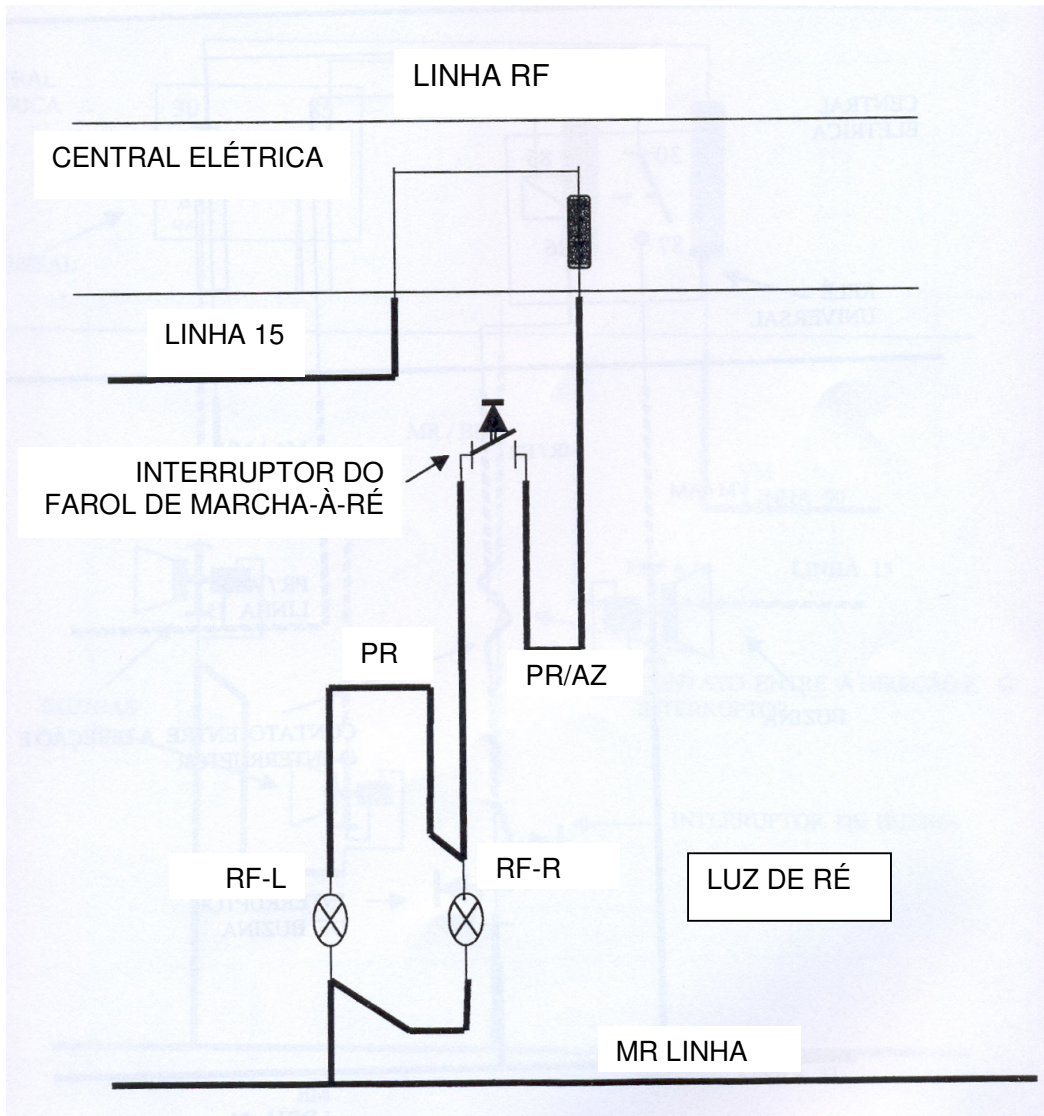 LINHA RF
CENTRAL ELÉTRICA
LINHA 15
INTERRUPTOR DO
FAROL DE MARCHA-À-RÉ
PR
PR/AZ
RF-L
RF-R
LUZ DE RÉ
MR LINHA